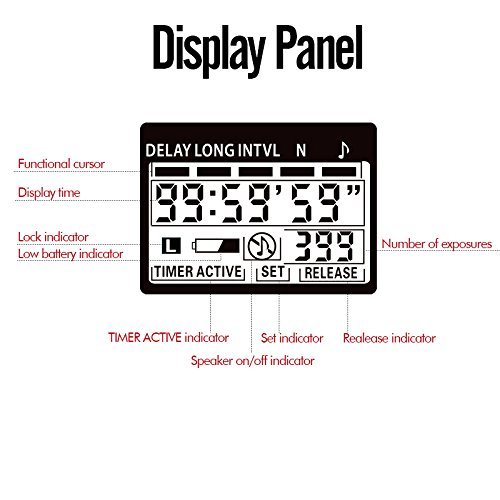 Display Panel
DELAY LONG INTVL N ♪
Functional cursor
Display time
99:59'59"
Lock indicator
L
399
Number of exposures
Low battery indicator
TIMER ACTIVE SET RELEASE
TIMER ACTIVE indicator
Set indicator
Realease indicator
Speaker on/off indicator